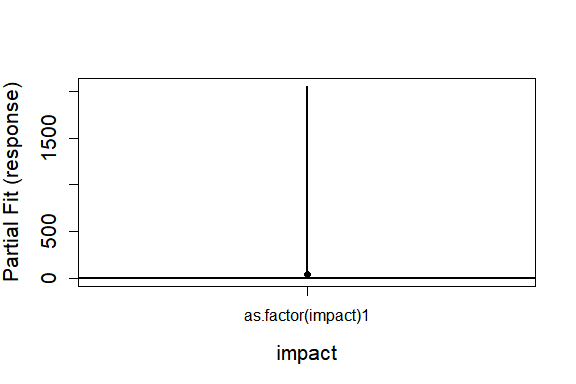 Partial Fit (response)
1500
500
0
as.factor(impact)1
impact